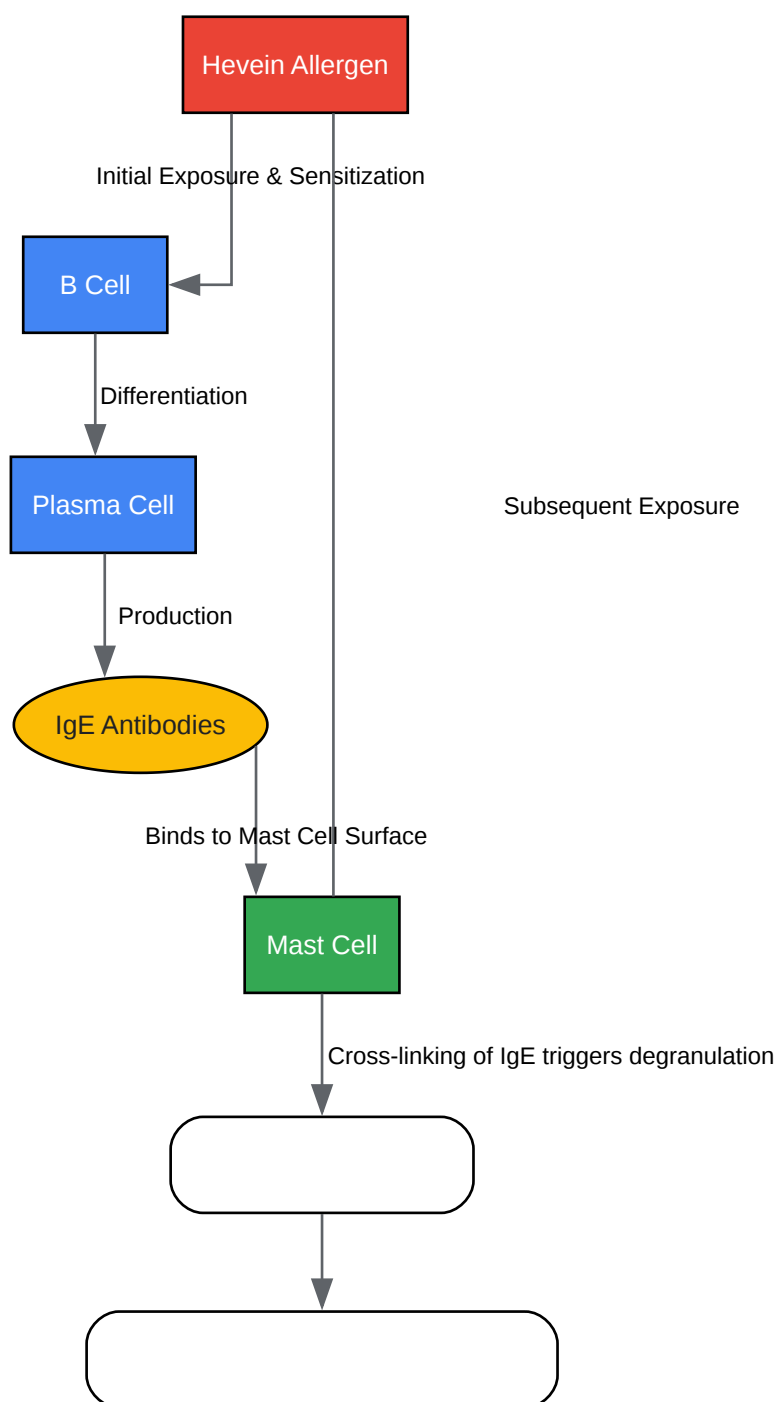 Hevein Allergen
Initial Exposure & Sensitization
B Cell
Differentiation
Plasma Cell
Subsequent Exposure
Production
IgE Antibodies
Binds to Mast Cell Surface
Mast Cell
Cross-linking of IgE triggers degranulation